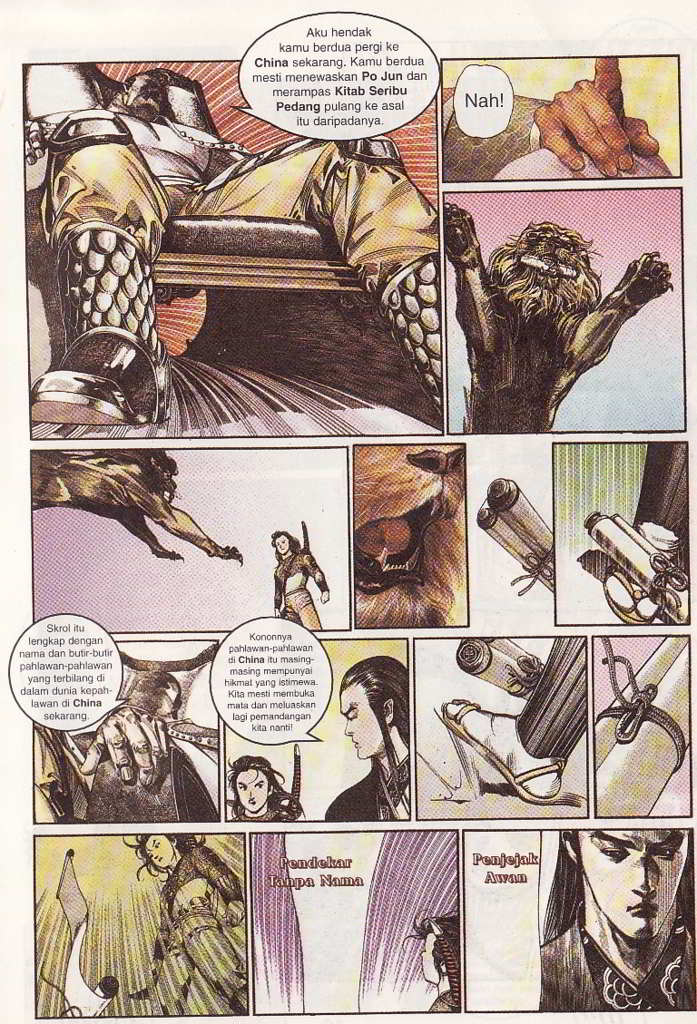 Aku hendak
kamu berdua pergi ke
China sekarang. Kamu berdua
mesti menewaskan Po Jun dan
merampas Kitab Seribu
Pedang pulang ke asal
itu daripadanya.
Nah!
Skrol itu
lengkap dengan
nama dan butir-butir
pahlawan-pahlawan
yang terbilang di
dalam dunia kepah-
lawan di China
sekarang.
Kononnya
pahlawan-pahlawan
di China itu masing-
masing mempunyai
hikmat yang istimewa.
Kita mesti membuka
mata dan meluaskan
lagi pemandangan
kita nanti!
Pendekar
Tanpa Nama
Penjejak
Awan